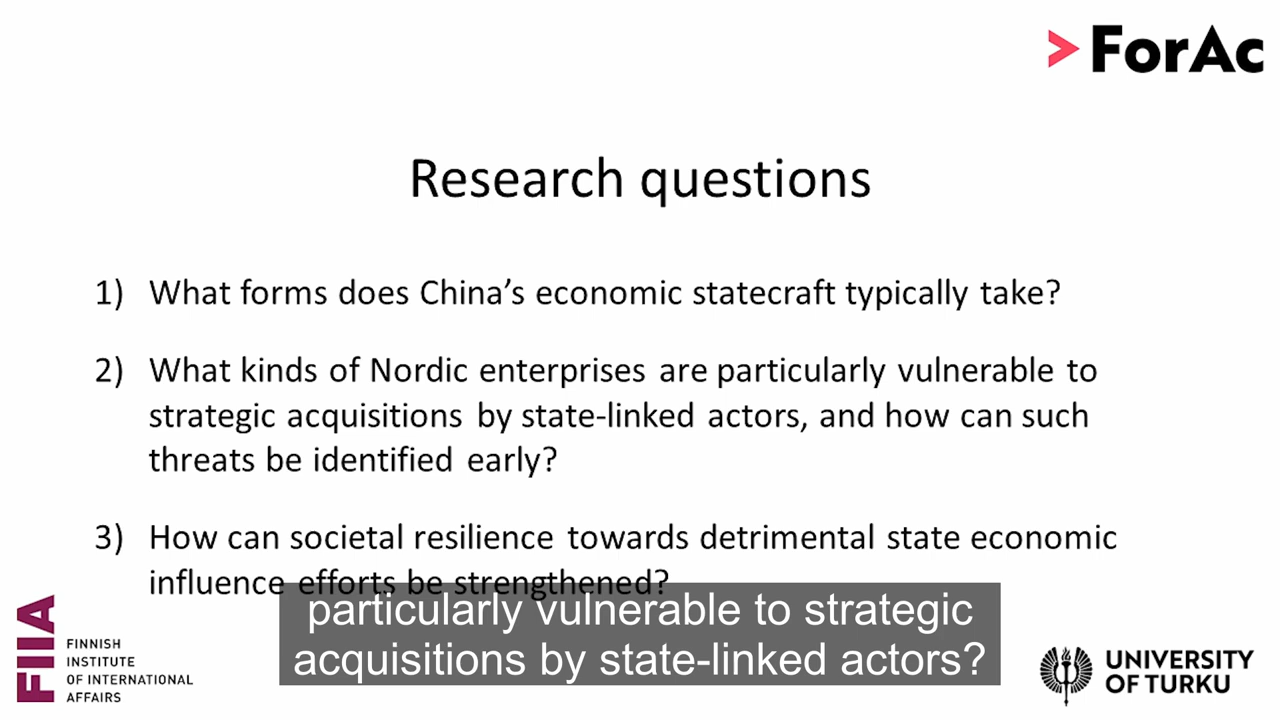 > ForAc
Research questions
1) What forms does China's economic statecraft typically take?
2) What kinds of Nordic enterprises are particularly vulnerable to
strategic acquisitions by state-linked actors, and how can such
threats be identified early?
3) How can societal resilience towards detrimental state economic
influence efforts be strengthened?
particularly vulnerable to strategic
acquisitions by state-linked actors?
FIIA
FINNISH
INSTITUTE
OF INTERNATIONAL
AFFAIRS
UNIVERSITY
OF TURKU